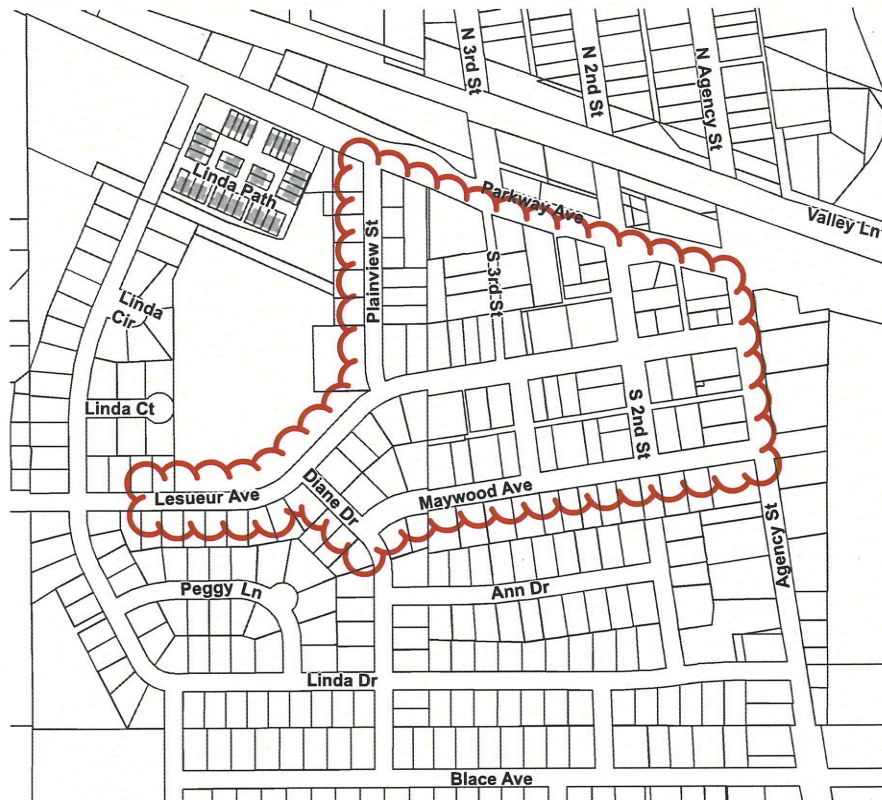 N 3rd St
N 2nd St
N Agency St
Linda Path
Parkway Ave
Valley Ln
Plainview St
S 3rd St
Linda
Cir
Linda Ct
S 2nd St
Lesueur Ave
Diane Dr
Maywood Ave
Agency St
Peggy Ln
Ann Dr
Linda Dr
Blace Ave